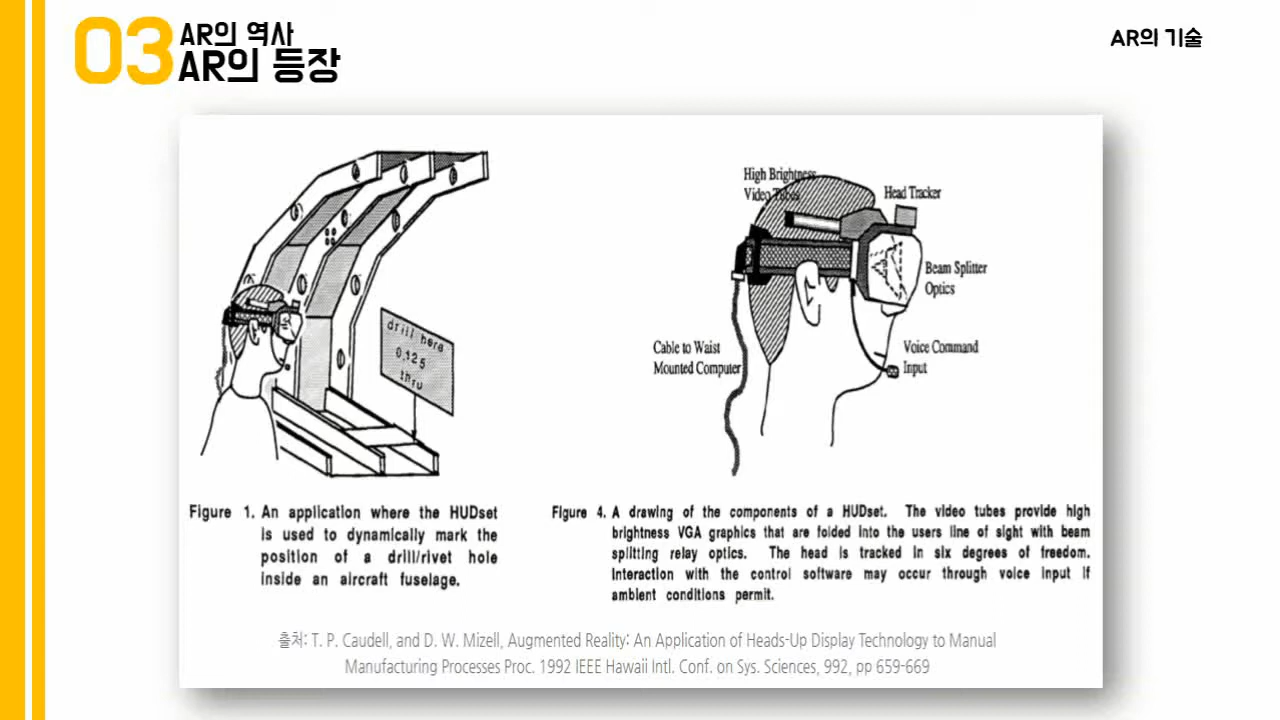 03
AR의 역사
AR의 등장
AR의 기술
drill here
0.125
thru
High Brightness
Video Tubes
Head Tracker
Beam Splitter
Optics
Cable to Waist
Mounted Computer
Voice Command
Input
Figure 1. An application where the HUDset
is used to dynamically mark the
position of a drill/rivet hole
inside an aircraft fuselage.
Figure 4. A drawing of the components of a HUDset. The video tubes provide high
brightness VGA graphics that are folded into the users line of sight with beam
splitting relay optics. The head is tracked in six degrees of freedom.
Interaction with the control software may occur through voice input if
ambient conditions permit.
출처: T. P. Caudell, and D. W. Mizell, Augmented Reality: An Application of Heads-Up Display Technology to Manual
Manufacturing Processes Proc. 1992 IEEE Hawaii Intl. Conf. on Sys. Sciences, 992, pp 659-669